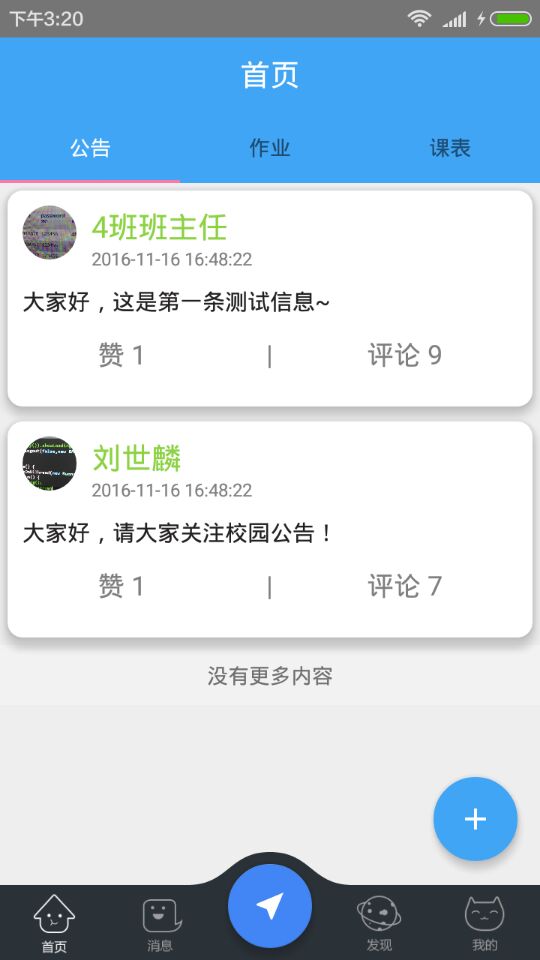 下午3:20
首页
公告 作业 课表
4班班主任
2016-11-16 16:48:22
大家好，这是第一条测试信息~
赞 1 | 评论 9
刘世麟
2016-11-16 16:48:22
大家好，请大家关注校园公告！
赞 1 | 评论 7
没有更多内容
+
首页 消息 发现 我的